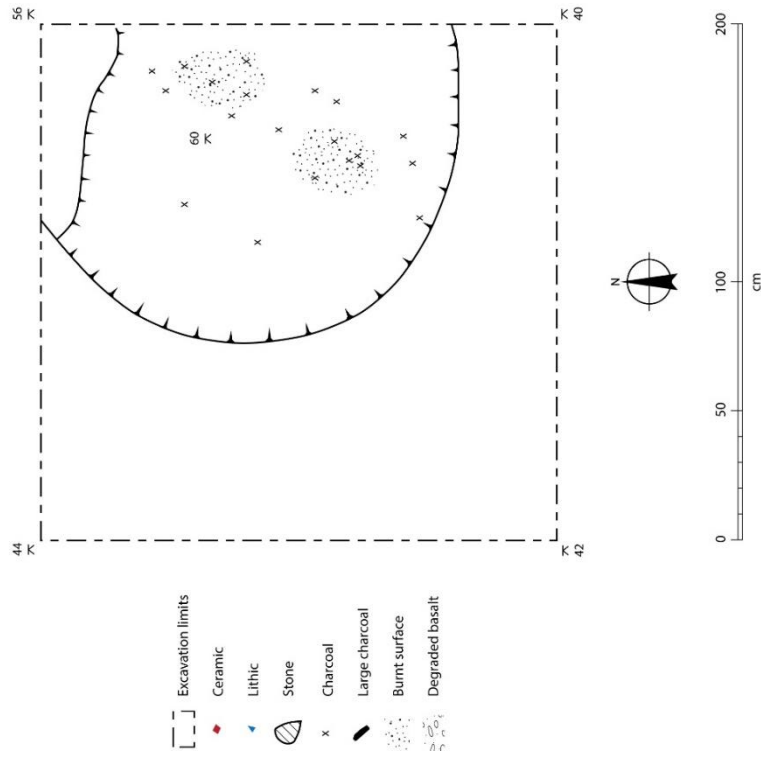 56 K
K 40
60 K
44 K
K 42
N
0
50
100
200
cm
Excavation limits
Ceramic
Lithic
Stone
Charcoal
Large charcoal
Burnt surface
Degraded basalt